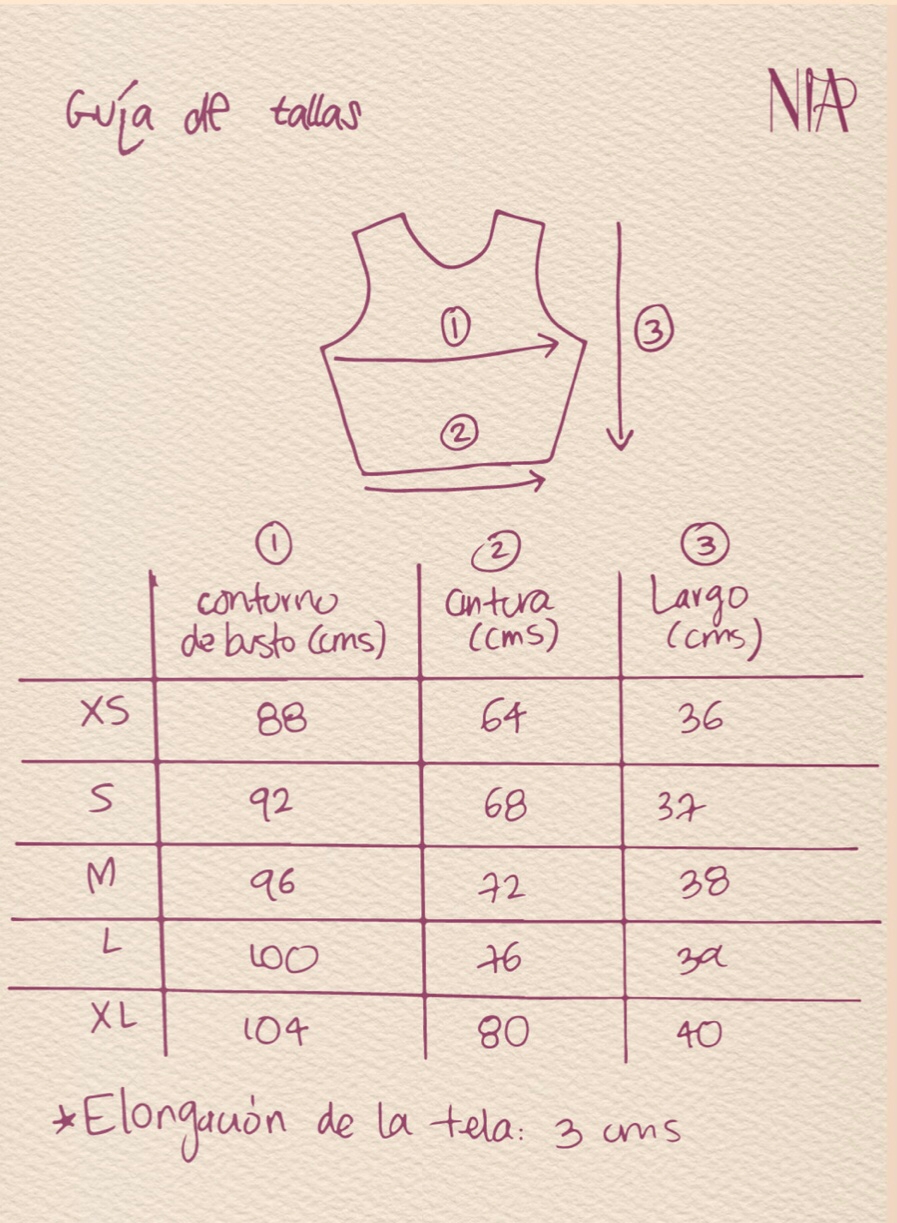 Guía de tallas
NIAP
1
2
3
1 2 3
contorno de busto (cms) cintura (cms) Largo (cms)
XS 88 64 36
S 92 68 37
M 96 72 38
L 100 76 39
XL 104 80 40
*Elongación de la tela: 3 cms